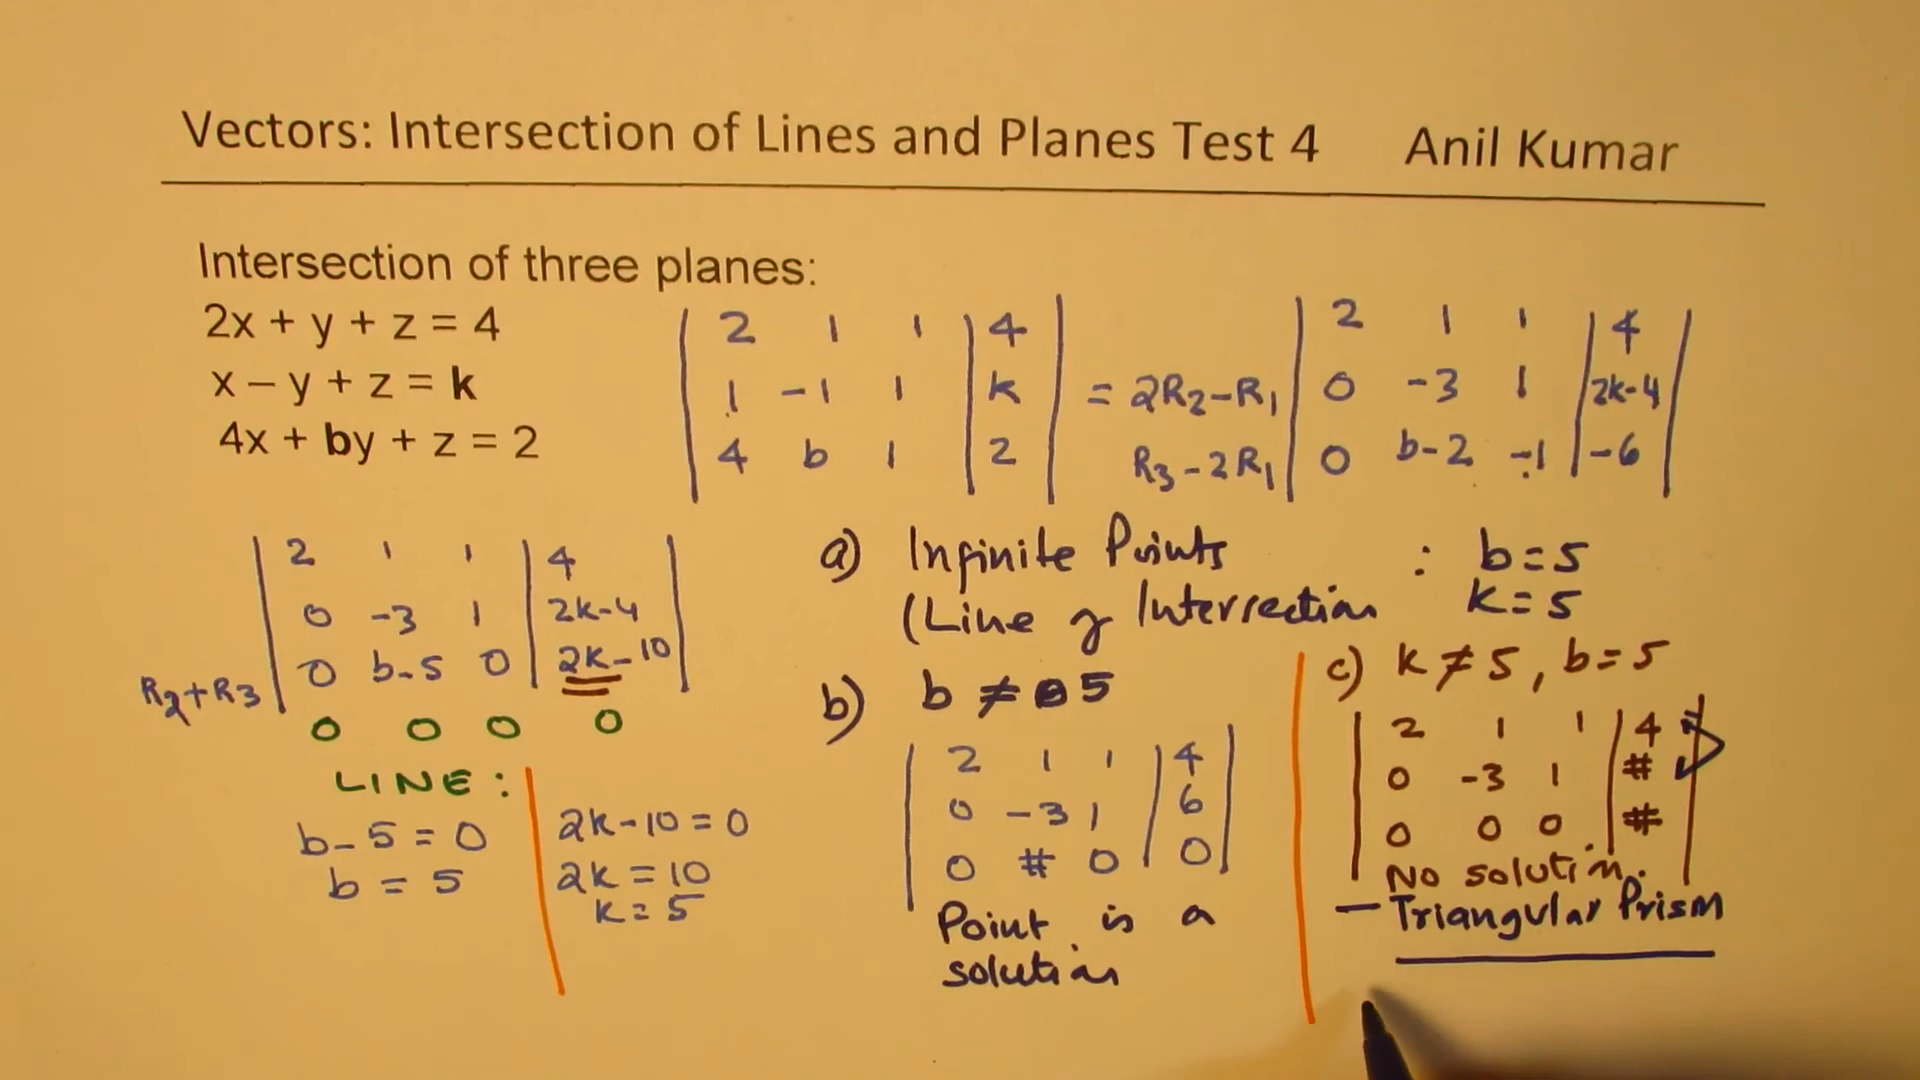 Vectors: Intersection of Lines and Planes Test 4 Anil Kumar
Intersection of three planes:
2x + y + z = 4
x – y + z = k
4x + by + z = 2
2 1 1 | 4
1 -1 1 | k
4 b 1 | 2
= 2R₂-R₁
R₃-2R₁
2 1 1 | 4
0 -3 1 | 2k-4
0 b-2 -1 | -6
2 1 1 | 4
0 -3 1 | 2k-4
R₂+R₃ 0 b-5 0 | 2k-10
0 0 0 0
LINE:
b-5=0
b = 5
2k-10=0
2k=10
k=5
a) Infinite Points : b=5
(Line of Intersection k=5
b) b ≠ 5
2 1 1 | 4
0 -3 1 | 6
0 # 0 | 0
Point is a
solution
c) k ≠ 5, b=5
2 1 1 | 4
0 -3 1 | #
0 0 0 | #
No solution.
— Triangular Prism